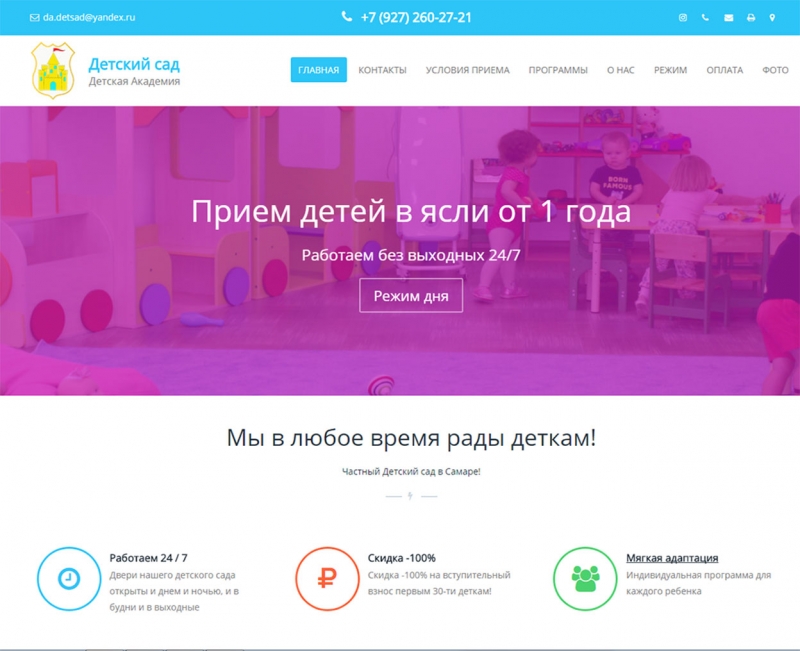 da.detsad@yandex.ru
+7 (927) 260-27-21
Детский сад
Детская Академия
ГЛАВНАЯ КОНТАКТЫ УСЛОВИЯ ПРИЕМА ПРОГРАММЫ О НАС РЕЖИМ ОПЛАТА ФОТО
BORN
FAMOUS
Прием детей в ясли от 1 года
Работаем без выходных 24/7
Режим дня
Мы в любое время рады деткам!
Частный Детский сад в Самаре!
Работаем 24 / 7
Двери нашего детского сада
открыты и днем и ночью, и в
будни и в выходные
Скидка -100%
Скидка -100% на вступительный
взнос первым 30-ти деткам!
Мягкая адаптация
Индивидуальная программа для
каждого ребенка